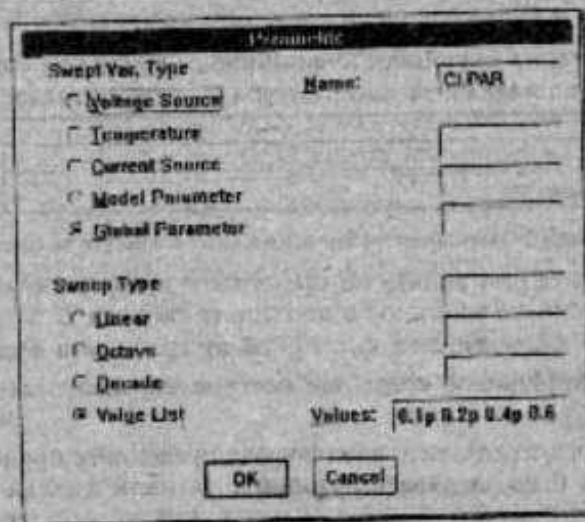 Parametric
Swept Var. Type
Name: CLPAR
Voltage Source
Temperature
Current Source
Model Parameter
Global Parameter
Sweep Type
Linear
Octave
Decade
Value List
Values: 0.1p 0.2p 0.4p 0.6
OK
Cancel